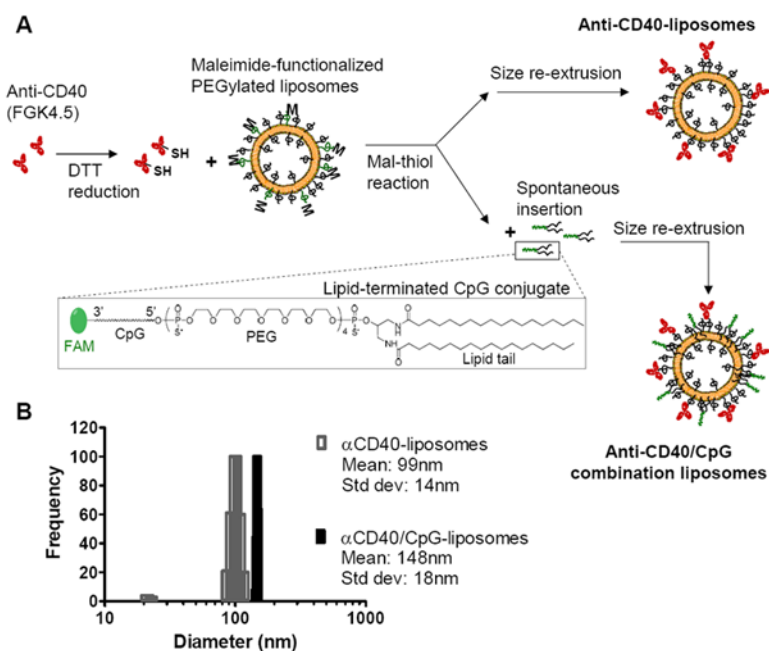 A
Anti-CD40-liposomes
Anti-CD40
(FGK4.5)
DTT
reduction
SH
SH
+
Maleimide-functionalized
PEGylated liposomes
M
M
M
M
M
M
M
M
Mal-thiol
reaction
Size re-extrusion
Spontaneous
insertion
+
Size re-extrusion
Lipid-terminated CpG conjugate
3' 5'
CpG
FAM
O
O
P
S-
O
O
O
O
O
O
O
PEG
4
O
P
S-
O
O
NH
NH
O
Lipid tail
Anti-CD40/CpG
combination liposomes
B
Frequency
120
100
80
60
40
20
0
10 100 1000
Diameter (nm)
αCD40-liposomes
Mean: 99nm
Std dev: 14nm
αCD40/CpG-liposomes
Mean: 148nm
Std dev: 18nm